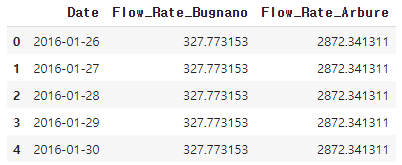 Date Flow_Rate_Bugnano Flow_Rate_Arbure
0 2016-01-26 327.773153 2872.341311
1 2016-01-27 327.773153 2872.341311
2 2016-01-28 327.773153 2872.341311
3 2016-01-29 327.773153 2872.341311
4 2016-01-30 327.773153 2872.341311